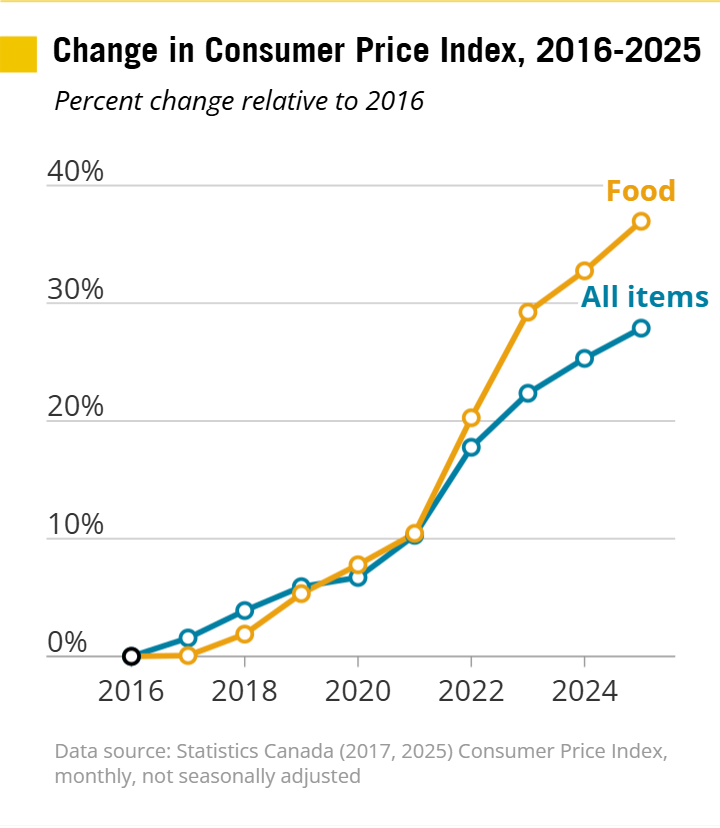 Change in Consumer Price Index, 2016-2025
Percent change relative to 2016
40%
Food
30%
All items
20%
10%
0%
2016 2018 2020 2022 2024
Data source: Statistics Canada (2017, 2025) Consumer Price Index,
monthly, not seasonally adjusted